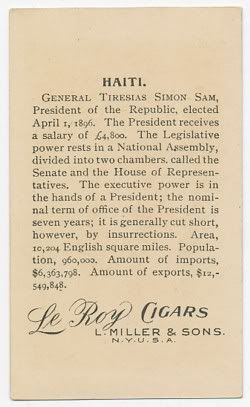 HAITI.
GENERAL TIRESIAS SIMON SAM,
President of the Republic, elected
April 1, 1896. The President receives
a salary of £4,800. The Legislative
power rests in a National Assembly,
divided into two chambers. called the
Senate and the House of Represen-
tatives. The executive power is in
the hands of a President; the nomi-
nal term of office of the President is
seven years; it is generally cut short,
however, by insurrections. Area,
10,204 English square miles. Popula-
tion, 960,000. Amount of imports,
$6,363,798. Amount of exports, $12,-
549,848.
Le Roy CIGARS
L. MILLER & SONS.
N.Y. U.S.A.